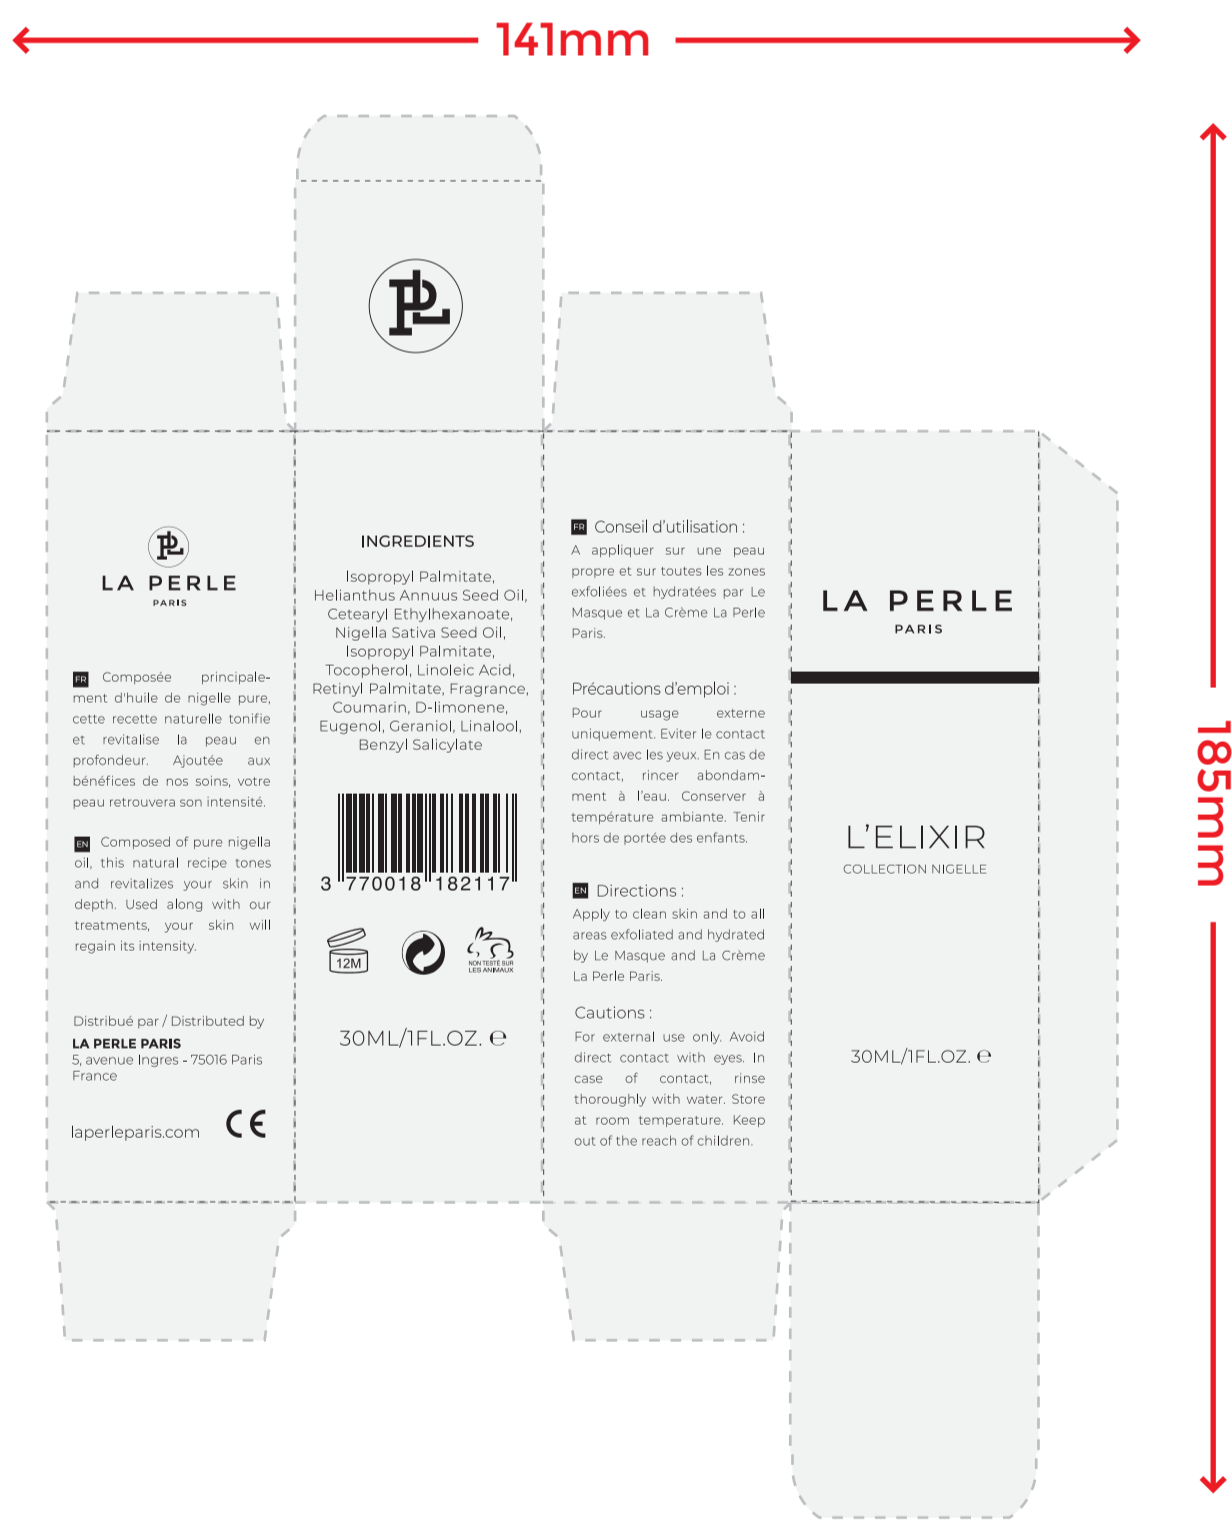 141mm
185mm
PL
PL
LA PERLE
PARIS
FR Composée principale-
ment d'huile de nigelle pure,
cette recette naturelle tonifie
et revitalise la peau en
profondeur. Ajoutée aux
bénéfices de nos soins, votre
peau retrouvera son intensité.
EN Composed of pure nigella
oil, this natural recipe tones
and revitalizes your skin in
depth. Used along with our
treatments, your skin will
regain its intensity.
Distribué par / Distributed by
LA PERLE PARIS
5, avenue Ingres - 75016 Paris
France
laperleparis.com CE
INGREDIENTS
Isopropyl Palmitate,
Helianthus Annuus Seed Oil,
Cetearyl Ethylhexanoate,
Nigella Sativa Seed Oil,
Isopropyl Palmitate,
Tocopherol, Linoleic Acid,
Retinyl Palmitate, Fragrance,
Coumarin, D-limonene,
Eugenol, Geraniol, Linalool,
Benzyl Salicylate
3 770018 182117
12M
NON TESTÉ SUR
LES ANIMAUX
30ML/1FL.OZ. ℮
FR Conseil d'utilisation :
A appliquer sur une peau
propre et sur toutes les zones
exfoliées et hydratées par Le
Masque et La Crème La Perle
Paris.
Précautions d'emploi :
Pour usage externe
uniquement. Eviter le contact
direct avec les yeux. En cas de
contact, rincer abondam-
ment à l'eau. Conserver à
température ambiante. Tenir
hors de portée des enfants.
EN Directions :
Apply to clean skin and to all
areas exfoliated and hydrated
by Le Masque and La Crème
La Perle Paris.
Cautions :
For external use only. Avoid
direct contact with eyes. In
case of contact, rinse
thoroughly with water. Store
at room temperature. Keep
out of the reach of children.
LA PERLE
PARIS
L'ELIXIR
COLLECTION NIGELLE
30ML/1FL.OZ. ℮